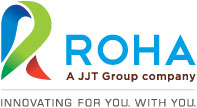 ROHA
A JJT Group company
INNOVATING FOR YOU. WITH YOU.